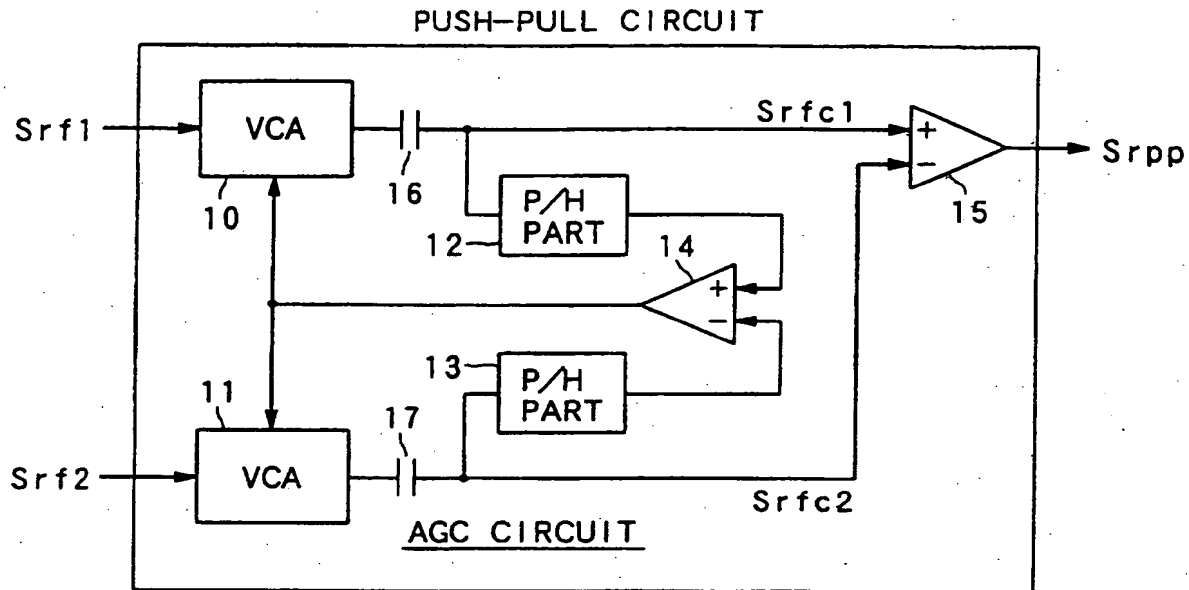 PUSH-PULL CIRCUIT
Srf1
VCA
10
16
Srfc1
+
-
15
Srpp
P/H
PART
12
14
+
-
13
P/H
PART
11
17
Srf2
VCA
Srfc2
AGC CIRCUIT